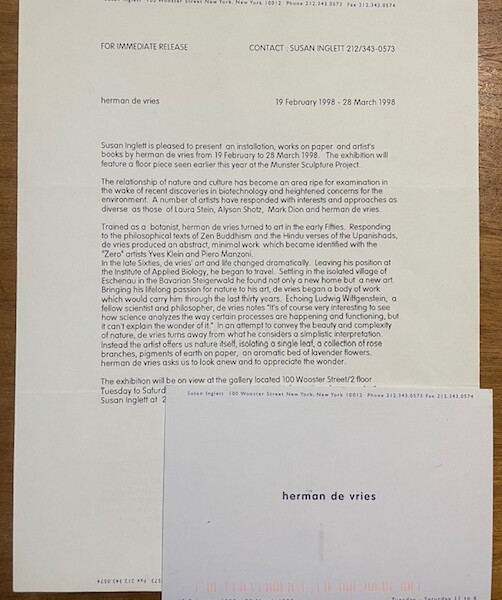 Susan Inglett 100 Wooster Street New York, New York 10012 Phone 212.343.0573 Fax 212.343.0574
FOR IMMEDIATE RELEASE CONTACT : SUSAN INGLETT 212/343-0573
herman de vries 19 February 1998 - 28 March 1998
Susan Inglett is pleased to present an installation, works on paper and artist's
books by herman de vries from 19 February to 28 March 1998. The exhibition will
feature a floor piece seen earlier this year at the Munster Sculpture Project.
The relationship of nature and culture has become an area ripe for examination in
the wake of recent discoveries in biotechnology and heightened concerns for the
environment. A number of artists have responded with interests and approaches as
diverse as those of Laura Stein, Alyson Shotz, Mark Dion and herman de vries.
Trained as a botanist, herman de vries turned to art in the early Fifties. Responding
to the philosophical texts of Zen Buddhism and the Hindu verses of the Upanishads,
de vries produced an abstract, minimal work which became identified with the
"Zero" artists Yves Klein and Piero Manzoni.
In the late Sixties, de vries' art and life changed dramatically. Leaving his position at
the Institute of Applied Biology, he began to travel. Settling in the isolated village of
Eschenau in the Bavarian Steigerwald he found not only a new home but a new art.
Bringing his lifelong passion for nature to his art, de vries began a body of work
which would carry him through the last thirty years. Echoing Ludwig Wittgenstein, a
fellow scientist and philosopher, de vries notes "It's of course very interesting to see
how science analyzes the way certain processes are happening and functioning, but
it can't explain the wonder of it." In an attempt to convey the beauty and complexity
of nature, de vries turns away from what he considers a simplistic interpretation.
Instead the artist offers us nature itself, isolating a single leaf, a collection of rose
branches, pigments of earth on paper, an aromatic bed of lavender flowers.
herman de vries asks us to look anew and to appreciate the wonder.
The exhibition will be on view at the gallery located 100 Wooster Street/2 floor
Tuesday to Saturd
Susan Inglett at 2
Susan Inglett 100 Wooster Street New York, New York 10012 Phone 212.343.0573 Fax 212.343.0574
herman de vries
Fax 212.343.0574
Tuesday - Saturday 11 to 6